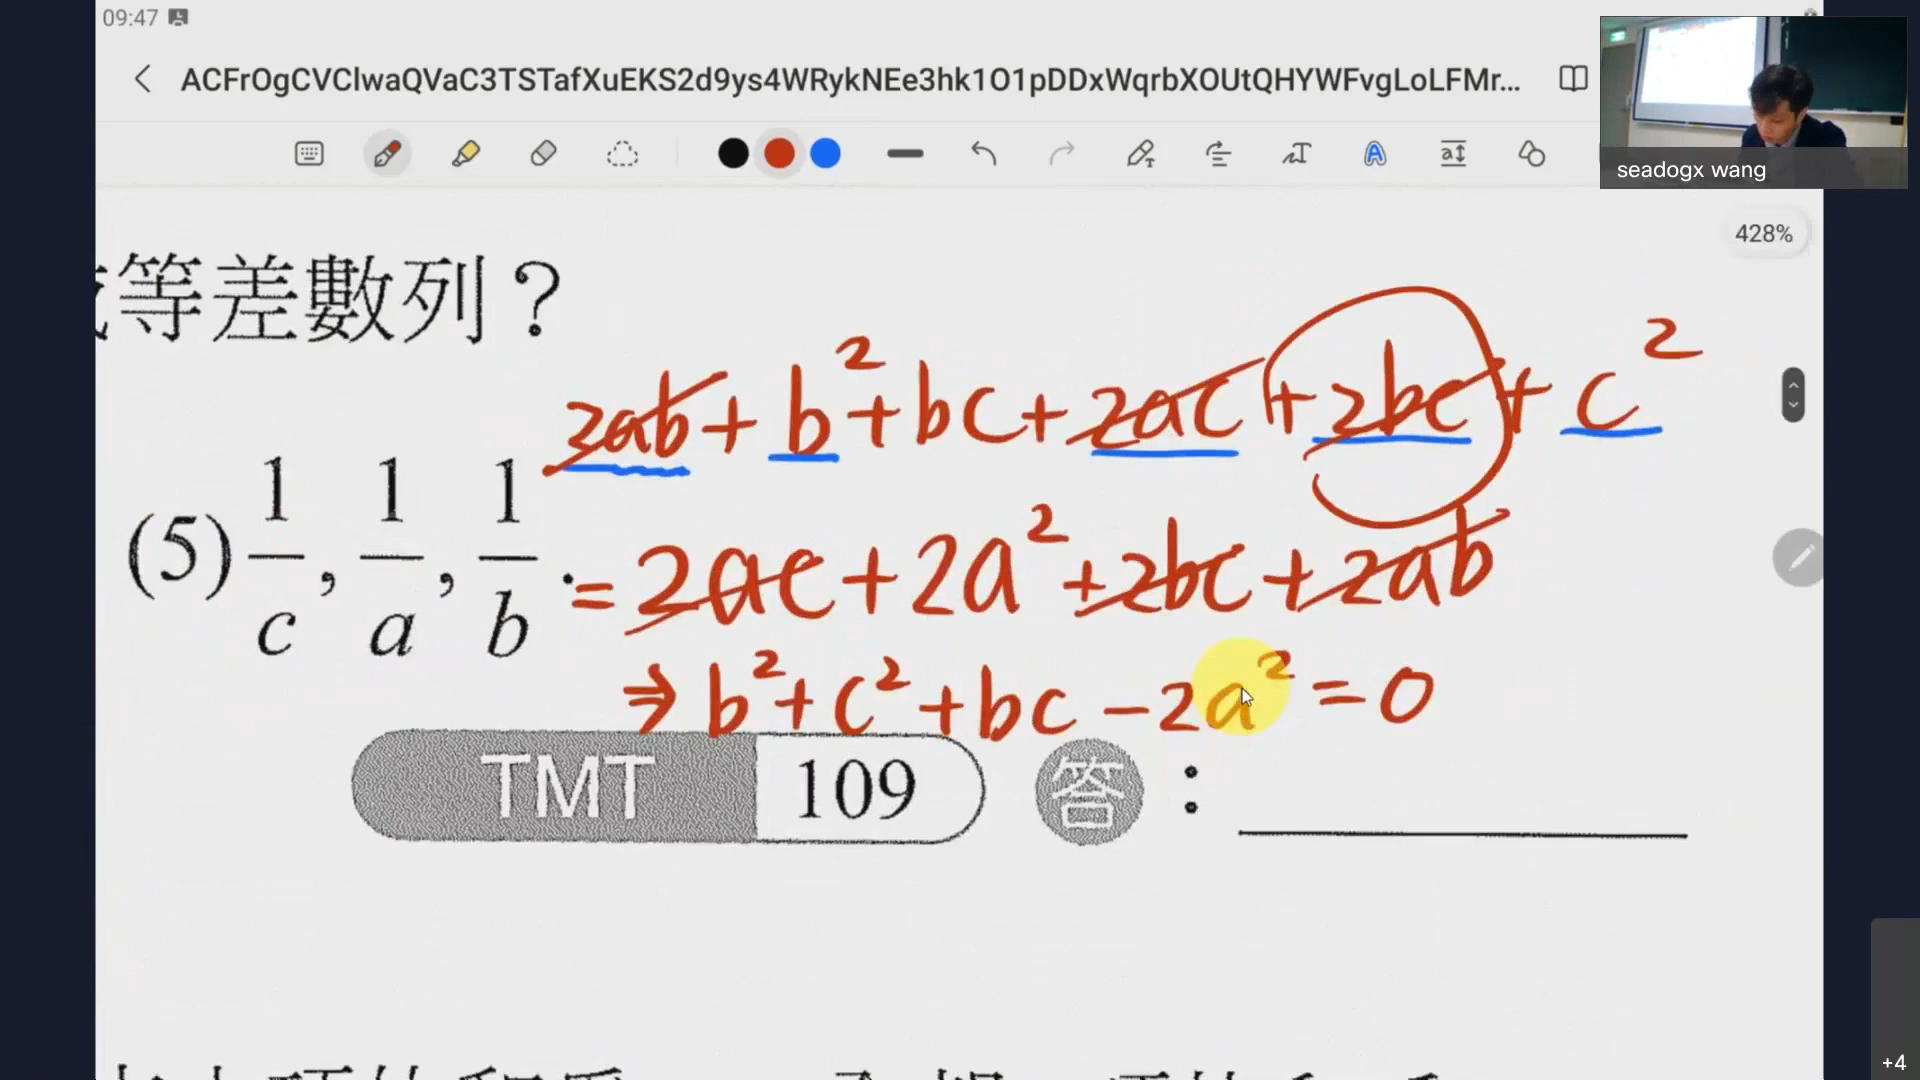 09:47
ACFrOgCVClwaQVaC3TSTafXuEKS2d9ys4WRykNEe3hk1O1pDDxWqrbXOUtQHYWFvgLoLFMr...
seadogx wang
428%
等差數列？
2ab + b² + bc + 2ac + 2bc + c²
(5) 1/c , 1/a , 1/b .
= 2ac + 2a² + 2bc + 2ab
⇒ b² + c² + bc − 2a² = 0
TMT 109 答：
+4